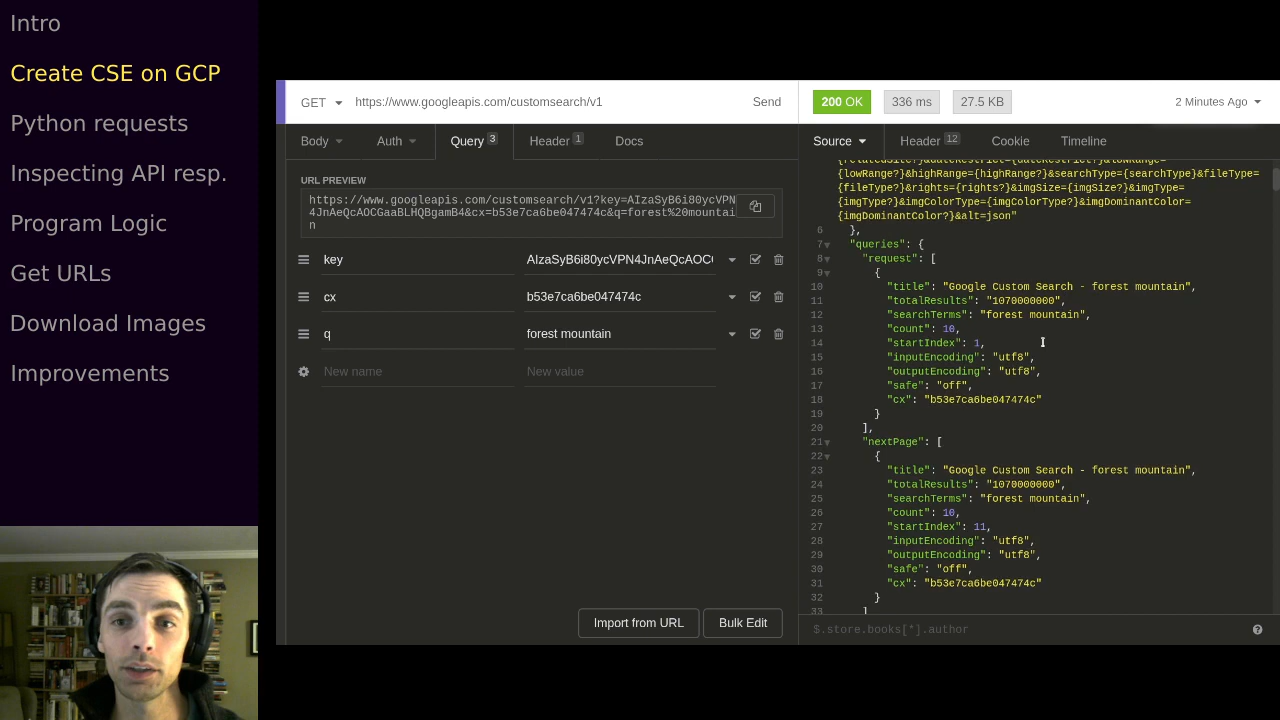 Intro
Create CSE on GCP
Python requests
Inspecting API resp.
Program Logic
Get URLs
Download Images
Improvements
GET https://www.googleapis.com/customsearch/v1 Send
Body Auth Query 3 Header 1 Docs
URL PREVIEW
https://www.googleapis.com/customsearch/v1?key=AIzaSyB6i80ycVPN
4JnAeQcAOCGaaBLHQBgamB4&cx=b53e7ca6be047474c&q=forest%20mountai
n
key AIzaSyB6i80ycVPN4JnAeQcAOC
cx b53e7ca6be047474c
q forest mountain
New name New value
Import from URL Bulk Edit
200 OK 336 ms 27.5 KB 2 Minutes Ago
Source Header 12 Cookie Timeline
{relatedSite?}&dateRestrict={dateRestrict?}&lowRange=
{lowRange?}&highRange={highRange?}&searchType={searchType}&fileType=
{fileType?}&rights={rights?}&imgSize={imgSize?}&imgType=
{imgType?}&imgColorType={imgColorType?}&imgDominantColor=
{imgDominantColor?}&alt=json"
6 },
7 "queries": {
8 "request": [
9 {
10 "title": "Google Custom Search - forest mountain",
11 "totalResults": "1070000000",
12 "searchTerms": "forest mountain",
13 "count": 10,
14 "startIndex": 1,
15 "inputEncoding": "utf8",
16 "outputEncoding": "utf8",
17 "safe": "off",
18 "cx": "b53e7ca6be047474c"
19 }
20 ],
21 "nextPage": [
22 {
23 "title": "Google Custom Search - forest mountain",
24 "totalResults": "1070000000",
25 "searchTerms": "forest mountain",
26 "count": 10,
27 "startIndex": 11,
28 "inputEncoding": "utf8",
29 "outputEncoding": "utf8",
30 "safe": "off",
31 "cx": "b53e7ca6be047474c"
32 }
33 ]
$.store.books[*].author